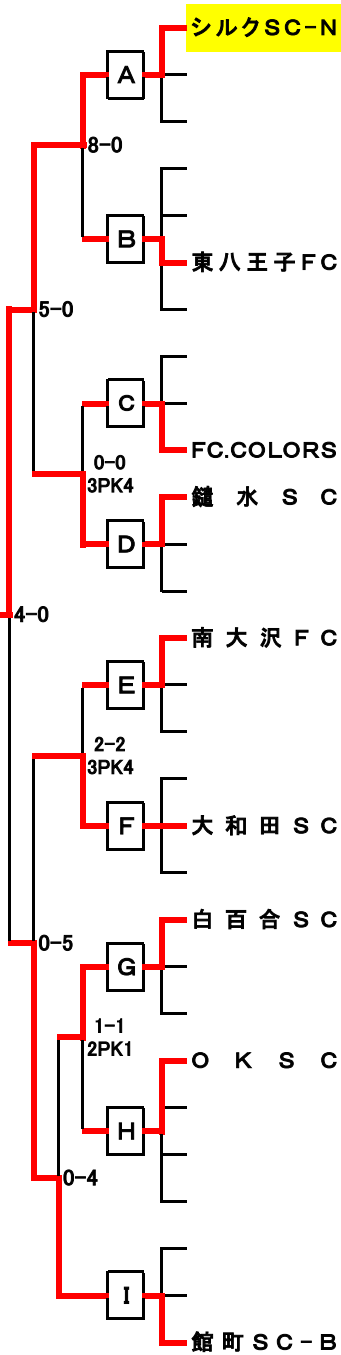 シルクSC-N
A
8-0
B
東八王子FC
5-0
C
FC.COLORS
0-0
3PK4
鑓水SC
D
4-0
南大沢FC
E
2-2
3PK4
F
大和田SC
白百合SC
0-5
G
1-1
2PK1
OKSC
H
0-4
I
館町SC-B